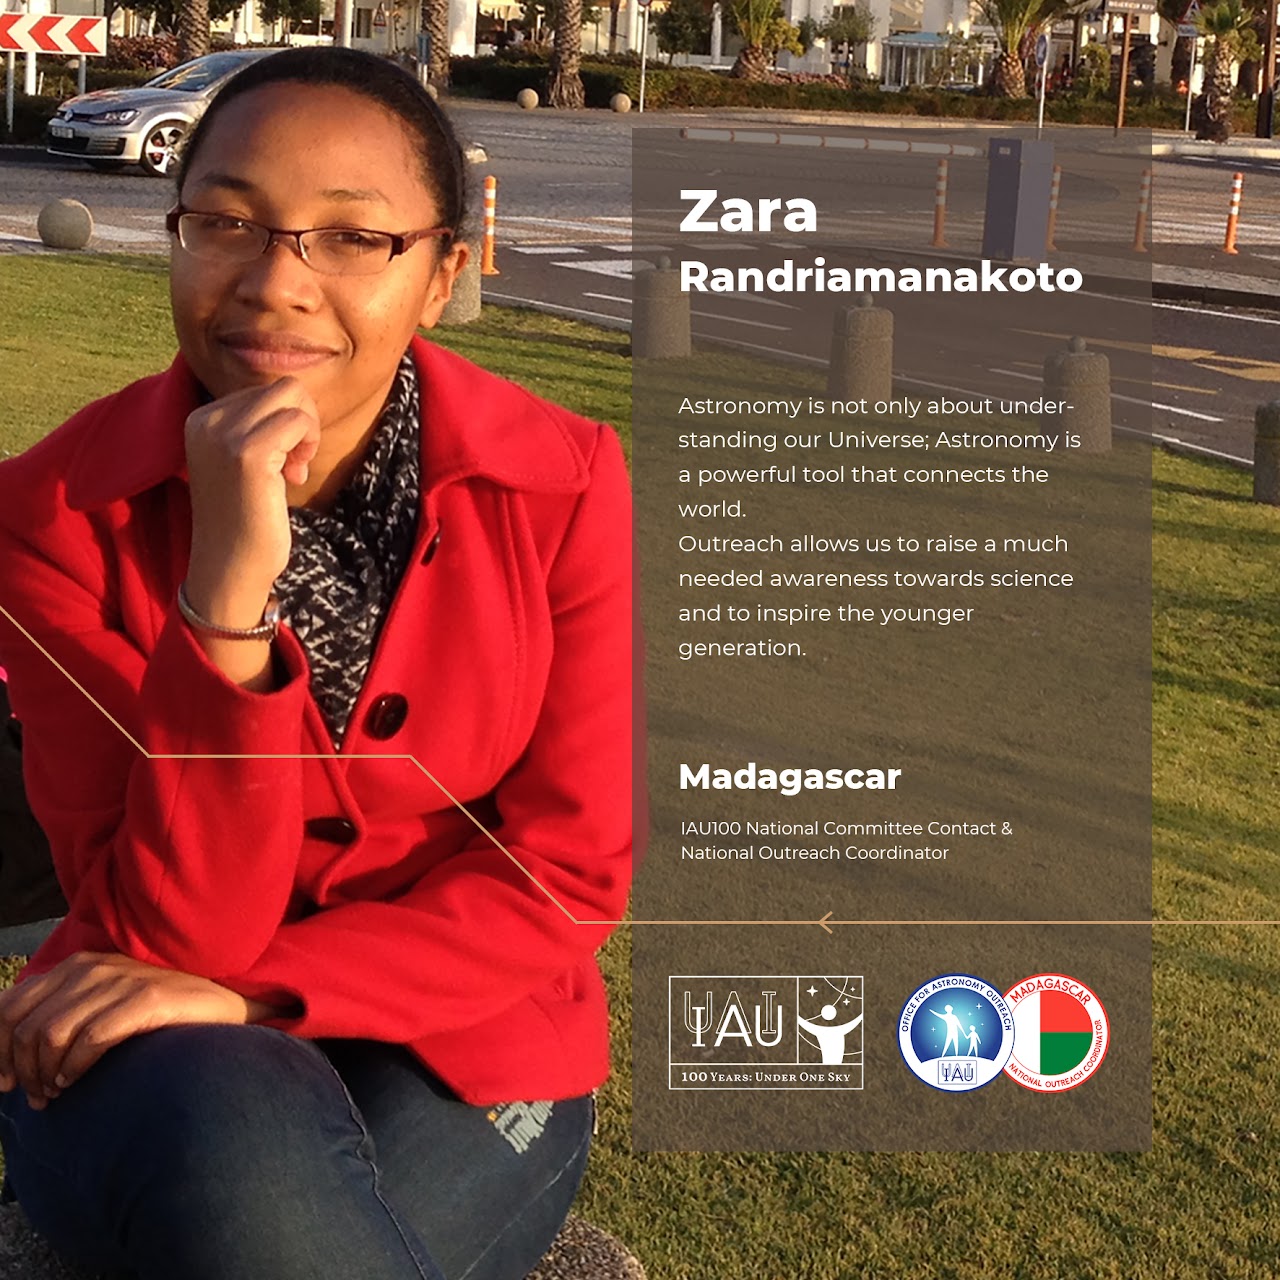 Zara
Randriamanakoto
Astronomy is not only about under-
standing our Universe; Astronomy is
a powerful tool that connects the
world.
Outreach allows us to raise a much
needed awareness towards science
and to inspire the younger
generation.
Madagascar
IAU100 National Committee Contact &
National Outreach Coordinator
IAU
100 Years: Under One Sky
OFFICE FOR ASTRONOMY OUTREACH
IAU
MADAGASCAR
NATIONAL OUTREACH COORDINATOR